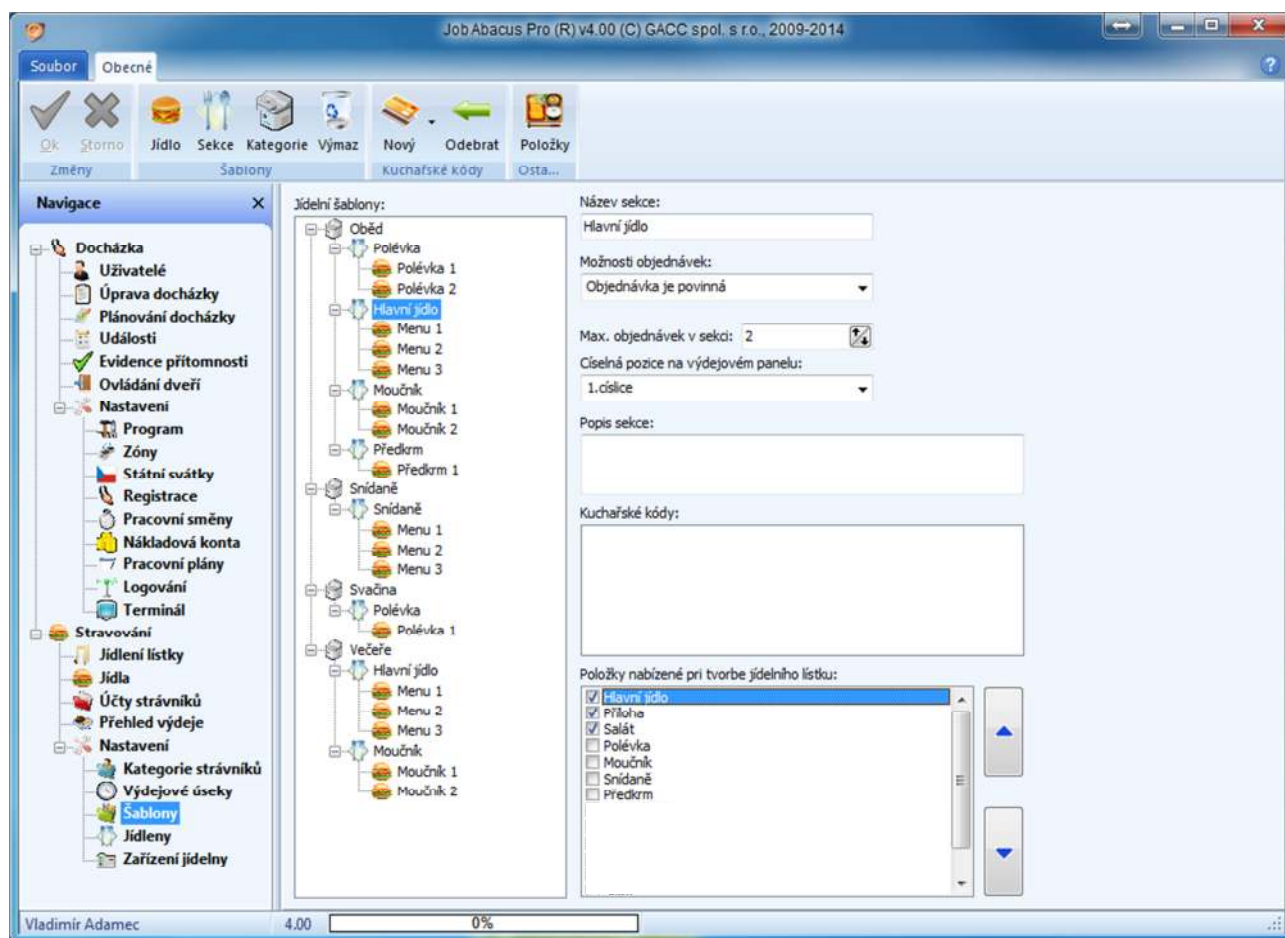 Job Abacus Pro (R) v4.00 (C) GACC spol. s r.o., 2009-2014
Soubor Obecné
Ok Storno Jídlo Sekce Kategorie Výmaz Nový Odebrat Položky
Změny Šablony Kuchařské kódy Osta...
Navigace
Docházka
Uživatelé
Úprava docházky
Plánování docházky
Události
Evidence přítomnosti
Ovládání dveří
Nastavení
Program
Zóny
Státní svátky
Registrace
Pracovní směny
Nákladová konta
Pracovní plány
Logování
Terminál
Stravování
Jídlení lístky
Jídla
Účty strávníků
Přehled výdeje
Nastavení
Kategorie strávníků
Výdejové úseky
Šablony
Jídleny
Zařízení jídelny
Jídelní šablony:
Oběd
Polévka
Polévka 1
Polévka 2
Hlavní jídlo
Menu 1
Menu 2
Menu 3
Moučník
Moučník 1
Moučník 2
Předkrm
Předkrm 1
Snídaně
Snídaně
Menu 1
Menu 2
Menu 3
Svačina
Polévka
Polévka 1
Večeře
Hlavní jídlo
Menu 1
Menu 2
Menu 3
Moučník
Moučník 1
Moučník 2
Název sekce:
Hlavní jídlo
Možnosti objednávek:
Objednávka je povinná
Max. objednávek v sekci: 2
Císelná pozice na výdejovém panelu:
1.císlice
Popis sekce:
Kuchařské kódy:
Položky nabízené pri tvorbe jídelního lístku:
Hlavní jídlo
Příloha
Salát
Polévka
Moučník
Snídaně
Předkrm
Vladimír Adamec 4.00 0%